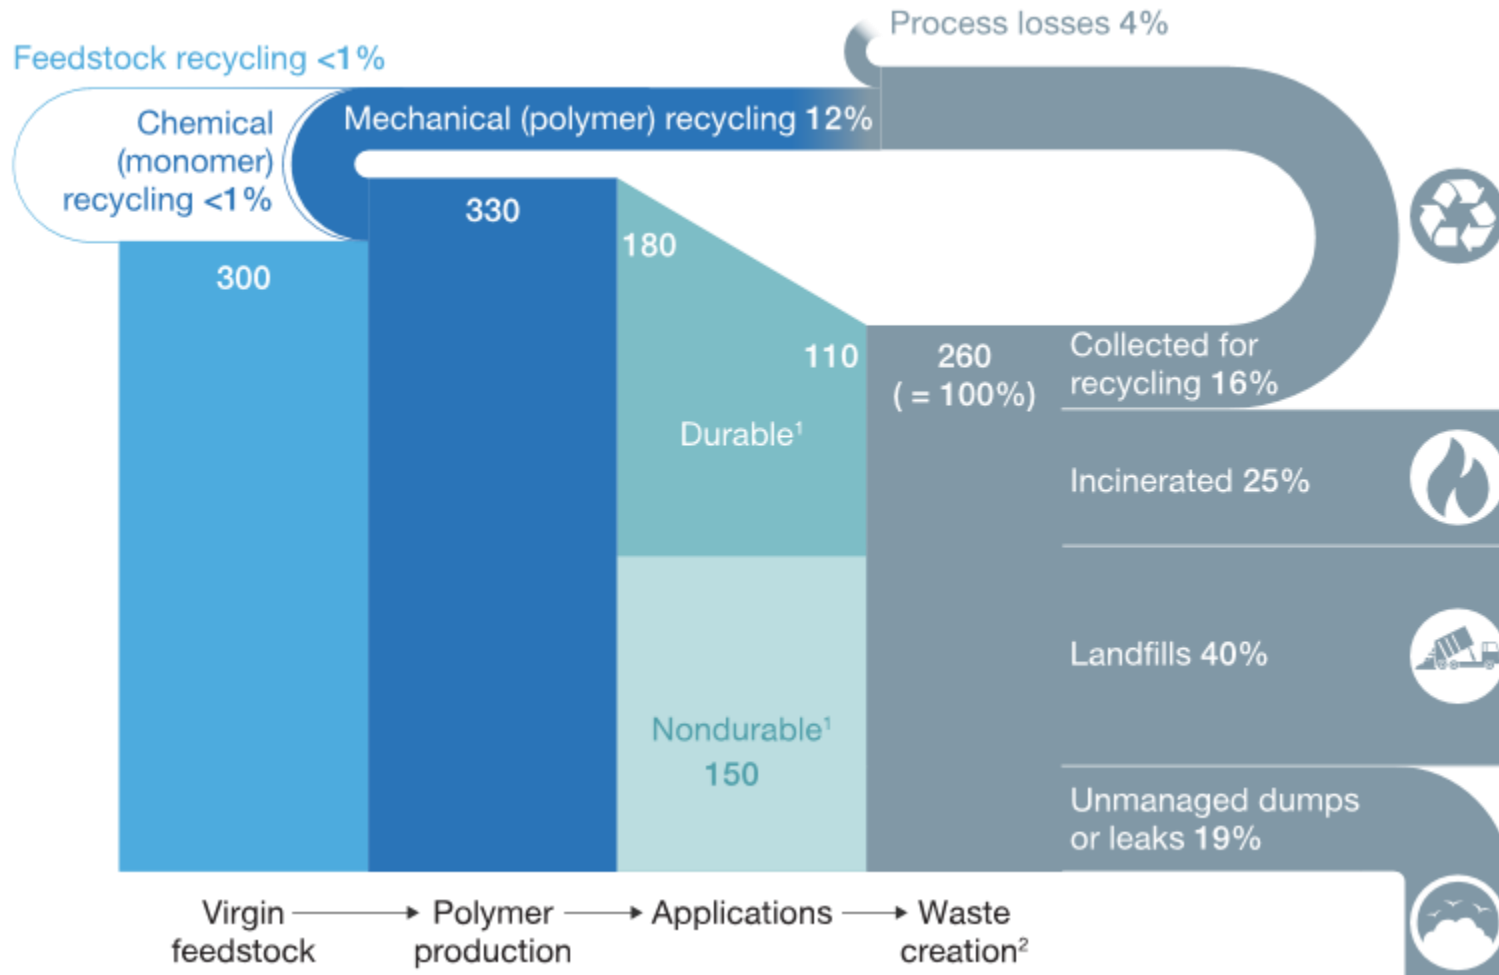 Process losses 4%
Feedstock recycling <1%
Chemical
(monomer)
recycling <1%
Mechanical (polymer) recycling 12%
300
330
180
110
Durable¹
Nondurable¹
150
260
( = 100%)
Collected for
recycling 16%
Incinerated 25%
Landfills 40%
Unmanaged dumps
or leaks 19%
Virgin
feedstock
Polymer
production
Applications
Waste
creation²